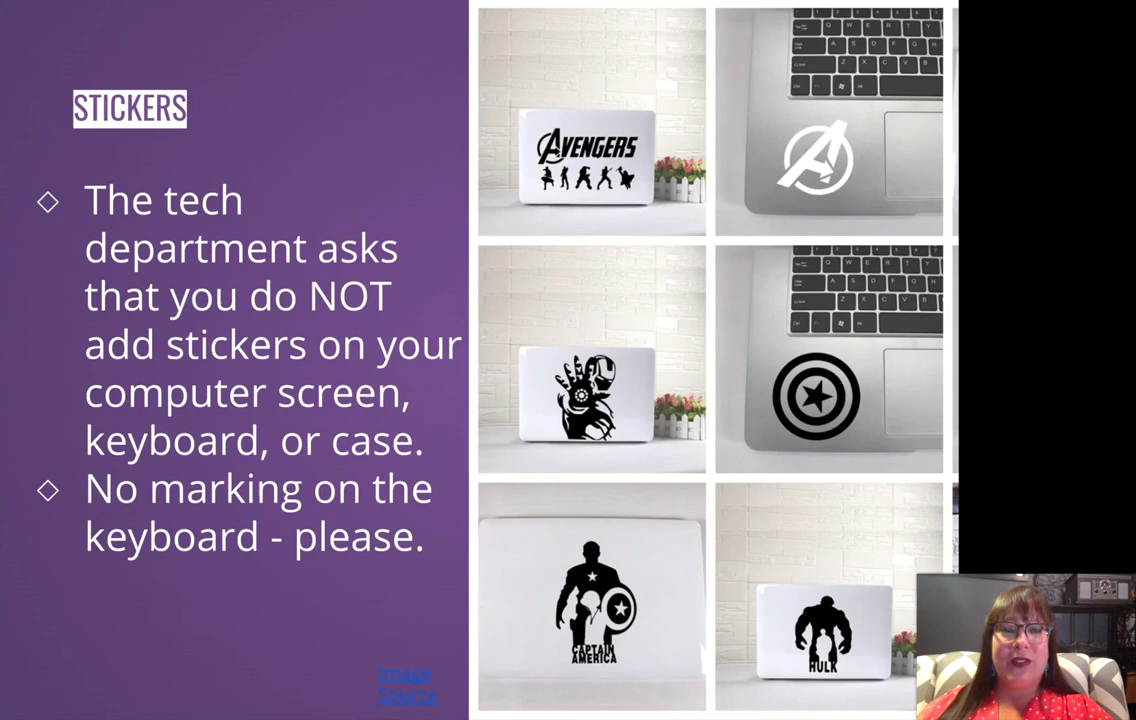 STICKERS
The tech
department asks
that you do NOT
add stickers on your
computer screen,
keyboard, or case.
No marking on the
keyboard - please.
Image
Source
AVENGERS
CAPTAIN
AMERICA
HULK